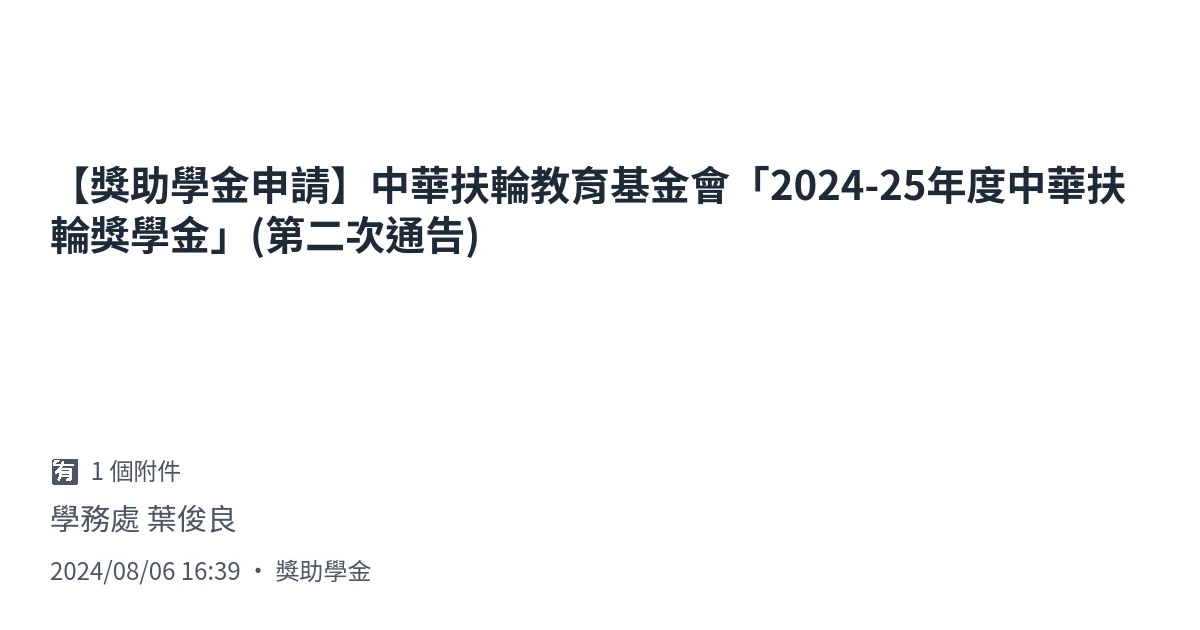 【獎助學金申請】中華扶輪教育基金會「2024-25年度中華扶
輪獎學金」(第二次通告)
🈶 1 個附件
學務處 葉俊良
2024/08/06 16:39 • 獎助學金